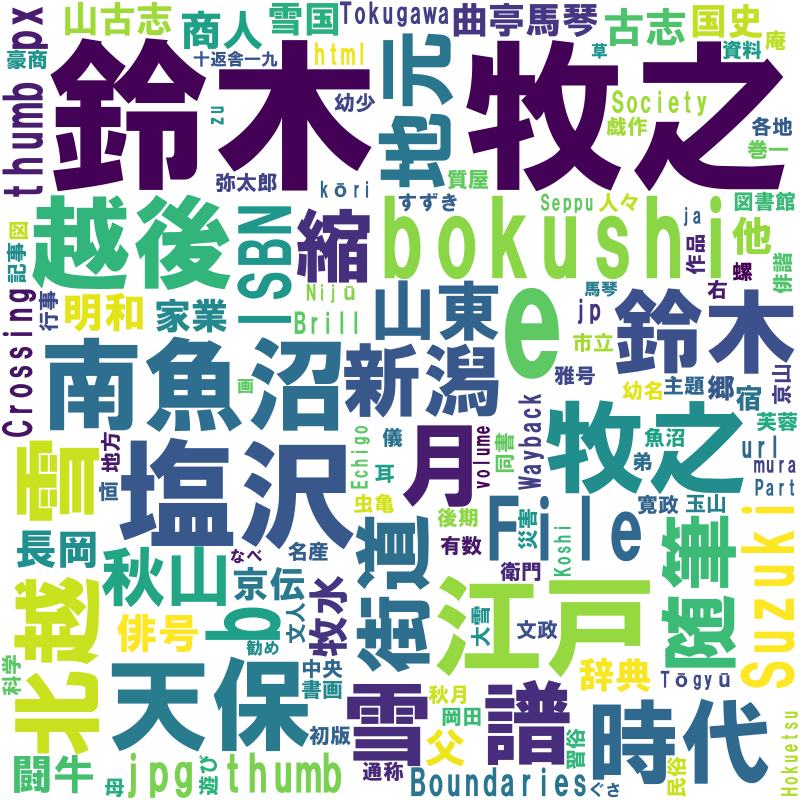 山古志
商人
雪国
Tokugawa
曲亭馬琴
古志
国史
庵
豪商
px
十返舎一九
html
草
資料
鈴木
牧之
thumb
幼少
地元
Society
戯作
各地
巻一
zu
弥太郎
kōri
質屋
すずき
Seppu
人々
図書館
越後
ISBN
縮
bokushi
ja
作品
他
俳諧
図
記事
螺
行事
明和
家業
Nijū
Brill
山東
e
馬琴
jp
右
鈴木
市立
Crossing
南魚沼
新潟
雅号
幼名
主題
郷
宿
京山
画
牧之
芙蓉
雪
塩沢
月
Echigo
儀
耳
volume
同書
Wayback
弟
魚沼
url
mura
地方
恒
Part
File
寛政
玉山
虫亀
後期
災害
長岡
秋山
なべ
名産
街道
有数
Koshi
衛門
随筆
Suzuki
北越
京伝
文人
牧水
b
俳号
勧め
江戸
大雪
文政
科学
天保
中央
書画
雪
譜
秋月
岡田
辞典
Tōgyū
時代
初版
父
習俗
闘牛
母
jpg
遊び
thumb
通称
Boundaries
ぐさ
民俗
Hokuetsu